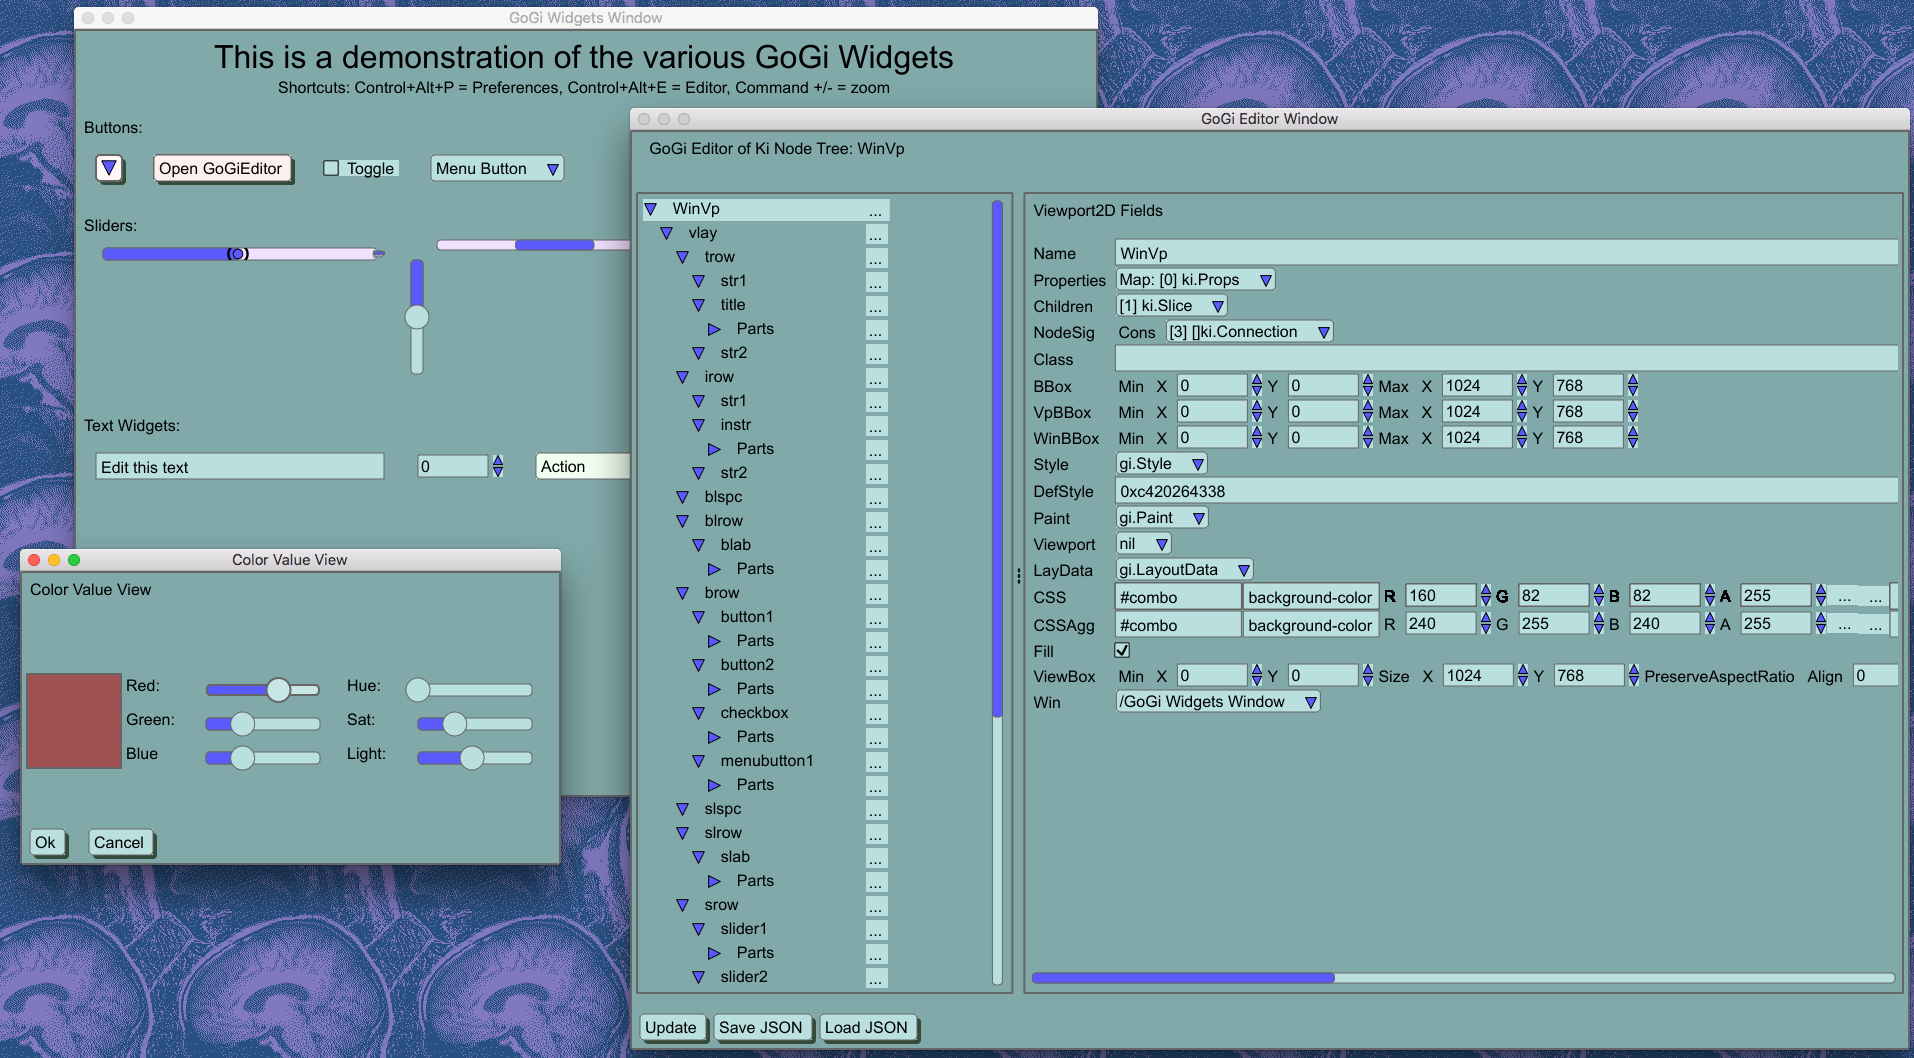 GoGi Widgets Window
This is a demonstration of the various GoGi Widgets
Shortcuts: Control+Alt+P = Preferences, Control+Alt+E = Editor, Command +/- = zoom
Buttons:
Open GoGiEditor
Toggle
Menu Button
Sliders:
Text Widgets:
Edit this text
0
Action
Color Value View
Color Value View
Red:
Hue:
Green:
Sat:
Blue
Light:
Ok
Cancel
GoGi Editor Window
GoGi Editor of Ki Node Tree: WinVp
WinVp ...
vlay ...
trow ...
str1 ...
title ...
Parts ...
str2 ...
irow ...
str1 ...
instr ...
Parts ...
str2 ...
blspc ...
blrow ...
blab ...
Parts ...
brow ...
button1 ...
Parts ...
button2 ...
Parts ...
checkbox ...
Parts ...
menubutton1 ...
Parts ...
slspc ...
slrow ...
slab ...
Parts ...
srow ...
slider1 ...
Parts ...
slider2 ...
Viewport2D Fields
Name WinVp
Properties Map: [0] ki.Props
Children [1] ki.Slice
NodeSig Cons [3] []ki.Connection
Class
BBox Min X 0 Y 0 Max X 1024 Y 768
VpBBox Min X 0 Y 0 Max X 1024 Y 768
WinBBox Min X 0 Y 0 Max X 1024 Y 768
Style gi.Style
DefStyle 0xc420264338
Paint gi.Paint
Viewport nil
LayData gi.LayoutData
CSS #combo background-color R 160 G 82 B 82 A 255 ... ...
CSSAgg #combo background-color R 240 G 255 B 240 A 255 ... ...
Fill
ViewBox Min X 0 Y 0 Size X 1024 Y 768 PreserveAspectRatio Align 0
Win /GoGi Widgets Window
Update
Save JSON
Load JSON